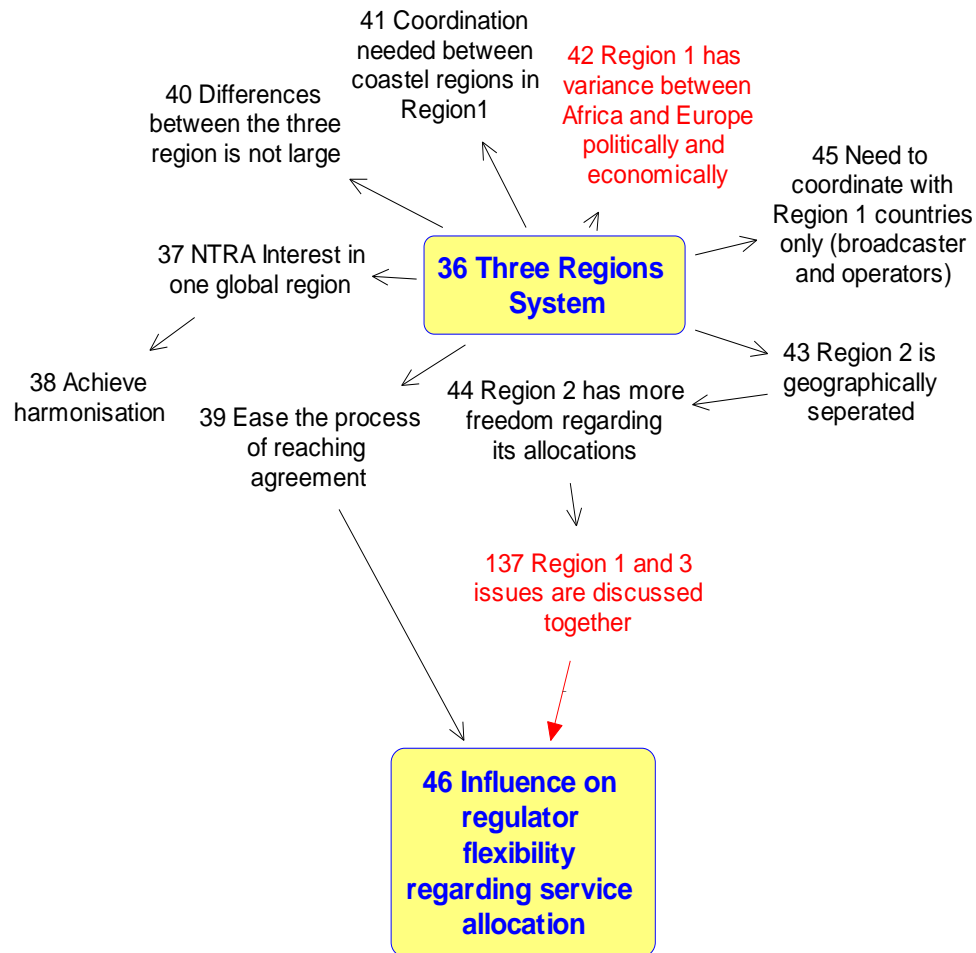 41 Coordination
needed between
coastel regions in
Region1
42 Region 1 has
variance between
Africa and Europe
politically and
economically
40 Differences
between the three
region is not large
45 Need to
coordinate with
Region 1 countries
only (broadcaster
and operators)
37 NTRA Interest in
one global region
36 Three Regions
System
38 Achieve
harmonisation
39 Ease the process
of reaching
agreement
44 Region 2 has more
freedom regarding
its allocations
43 Region 2 is
geographically
seperated
137 Region 1 and 3
issues are discussed
together
46 Influence on
regulator
flexibility
regarding service
allocation